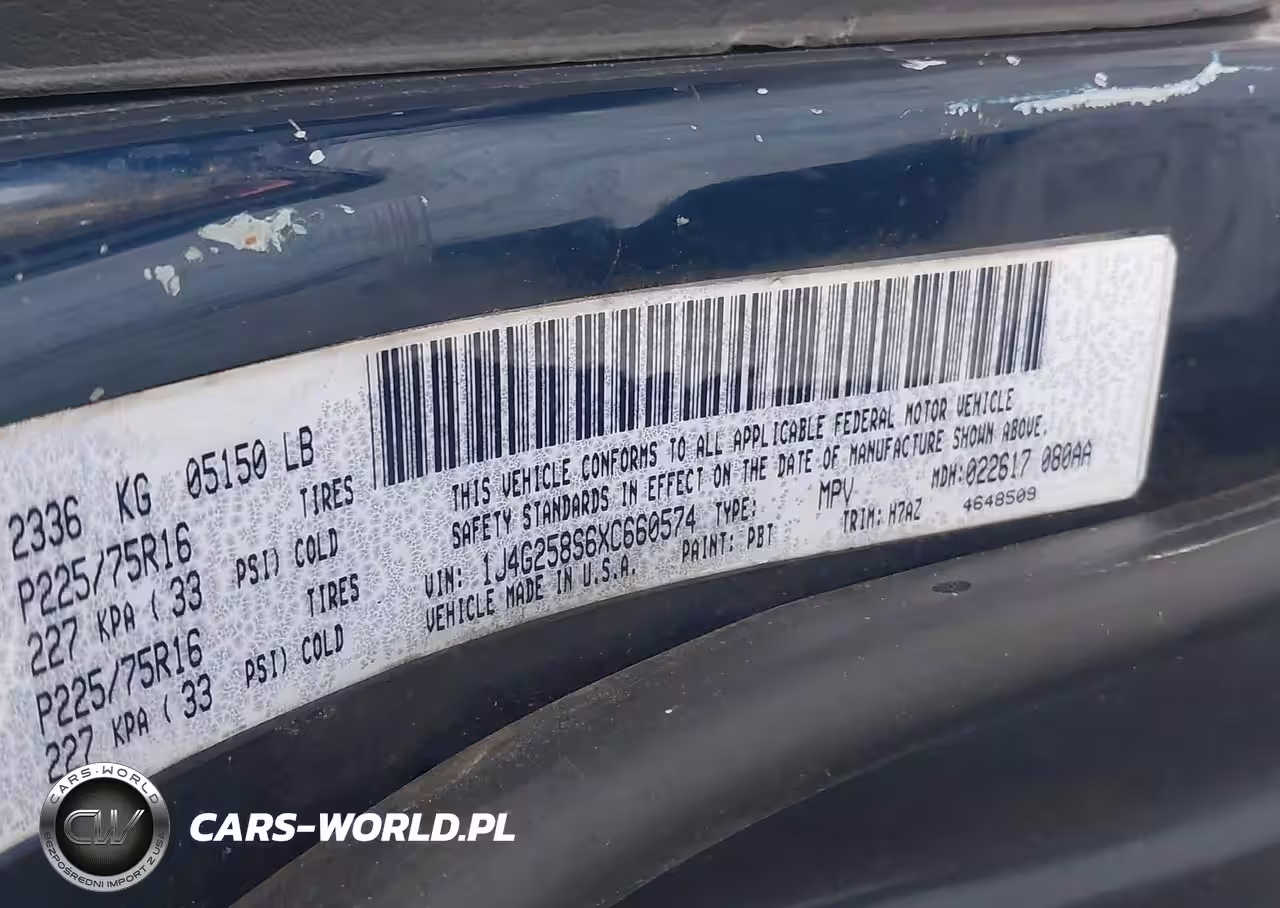 2336 KG 05150 LB
P225/75R16 TIRES
227 KPA ( 33 PSI) COLD
P225/75R16 TIRES
227 KPA ( 33 PSI) COLD
THIS VEHICLE CONFORMS TO ALL APPLICABLE FEDERAL MOTOR VEHICLE
SAFETY STANDARDS IN EFFECT ON THE DATE OF MANUFACTURE SHOWN ABOVE.
MDH:022617 080AA
VIN: 1J4G258S6XC660574 TYPE: MPV
VEHICLE MADE IN U.S.A. PAINT: PBT TRIM: H7AZ 4648509
CARS-WORLD
CW
BEZPOŚREDNI IMPORT Z USA
CARS-WORLD.PL